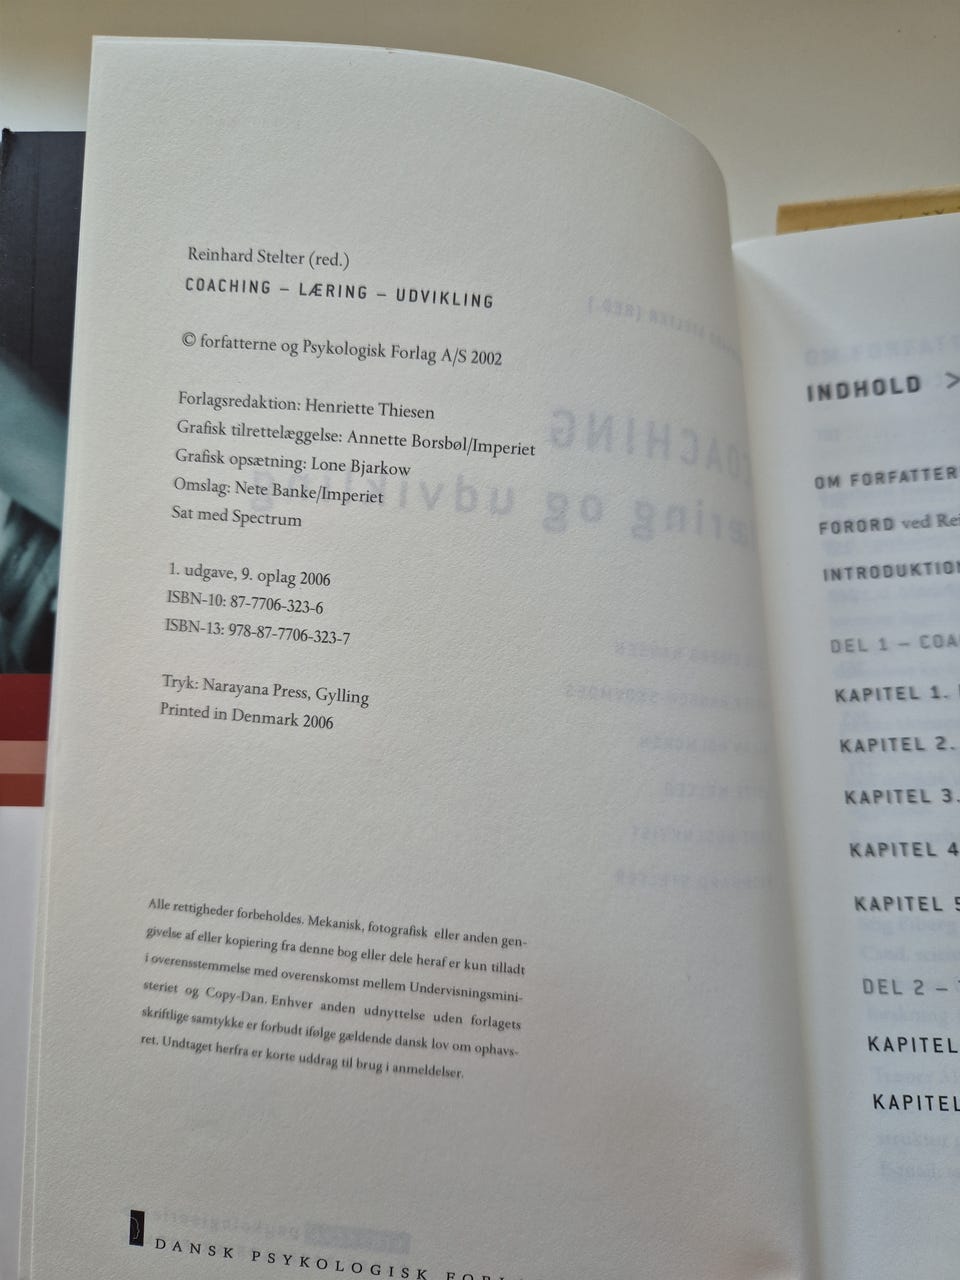 Reinhard Stelter (red.)
COACHING – LÆRING – UDVIKLING
© forfatterne og Psykologisk Forlag A/S 2002
Forlagsredaktion: Henriette Thiesen
Grafisk tilrettelæggelse: Annette Borsbøl/Imperiet
Grafisk opsætning: Lone Bjarkow
Omslag: Nete Banke/Imperiet
Sat med Spectrum
1. udgave, 9. oplag 2006
ISBN-10: 87-7706-323-6
ISBN-13: 978-87-7706-323-7
Tryk: Narayana Press, Gylling
Printed in Denmark 2006
Alle rettigheder forbeholdes. Mekanisk, fotografisk eller anden gen-
givelse af eller kopiering fra denne bog eller dele heraf er kun tilladt
i overensstemmelse med overenskomst mellem Undervisningsmini-
steriet og Copy-Dan. Enhver anden udnyttelse uden forlagets
skriftlige samtykke er forbudt ifølge gældende dansk lov om ophavs-
ret. Undtaget herfra er korte uddrag til brug i anmeldelser.
DANSK PSYKOLOGISK
INDHOLD >
OM FORFATTER
FORORD ved Rei
INTRODUKTION
DEL 1 – COA
KAPITEL 1.
KAPITEL 2.
KAPITEL 3.
KAPITEL 4
KAPITEL 5
DEL 2 –
KAPITEL
KAPITEL